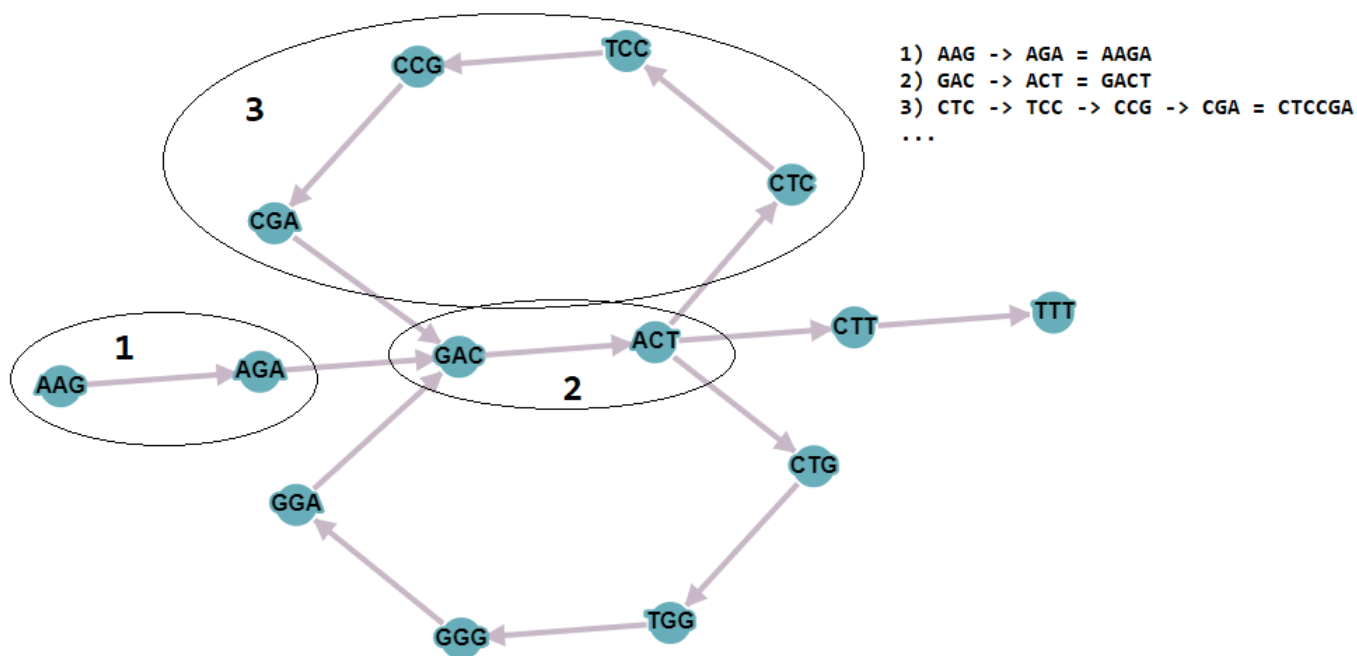 TCC
CCG
1) AAG -> AGA = AAGA
2) GAC -> ACT = GACT
3) CTC -> TCC -> CCG -> CGA = CTCCGA
...
3
CTC
CGA
TTT
CTT
ACT
GAC
1
AGA
AAG
2
CTG
GGA
TGG
GGG